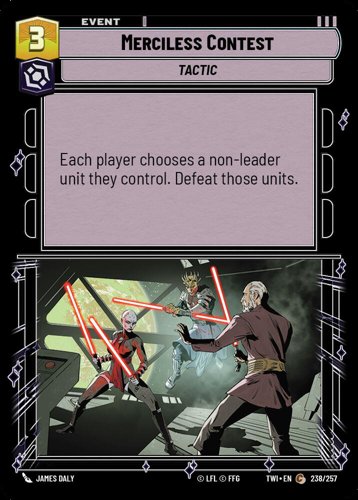 EVENT
3
MERCILESS CONTEST
TACTIC
Each player chooses a non-leader
unit they control. Defeat those units.
JAMES DALY
© LFL © FFG
TWI • EN C 238/257